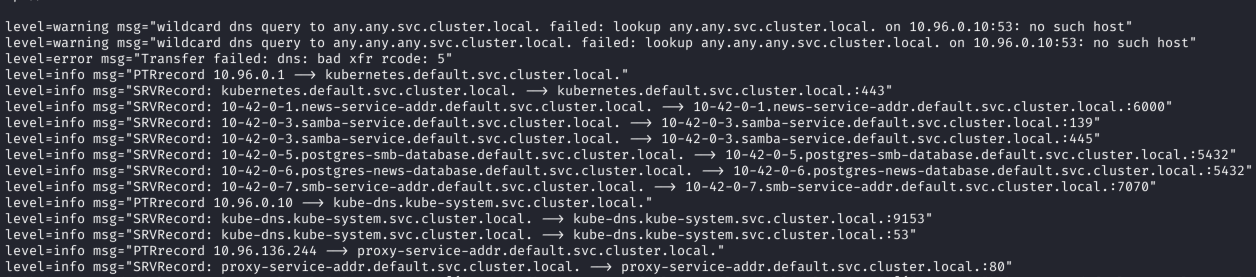 level=warning msg="wildcard dns query to any.any.svc.cluster.local. failed: lookup any.any.svc.cluster.local. on 10.96.0.10:53: no such host"
level=warning msg="wildcard dns query to any.any.any.svc.cluster.local. failed: lookup any.any.any.svc.cluster.local. on 10.96.0.10:53: no such host"
level=error msg="Transfer failed: dns: bad xfr rcode: 5"
level=info msg="PTRrecord 10.96.0.1 —> kubernetes.default.svc.cluster.local."
level=info msg="SRVRecord: kubernetes.default.svc.cluster.local. —> kubernetes.default.svc.cluster.local.:443"
level=info msg="SRVRecord: 10-42-0-1.news-service-addr.default.svc.cluster.local. —> 10-42-0-1.news-service-addr.default.svc.cluster.local.:6000"
level=info msg="SRVRecord: 10-42-0-3.samba-service.default.svc.cluster.local. —> 10-42-0-3.samba-service.default.svc.cluster.local.:139"
level=info msg="SRVRecord: 10-42-0-3.samba-service.default.svc.cluster.local. —> 10-42-0-3.samba-service.default.svc.cluster.local.:445"
level=info msg="SRVRecord: 10-42-0-5.postgres-smb-database.default.svc.cluster.local. —> 10-42-0-5.postgres-smb-database.default.svc.cluster.local.:5432"
level=info msg="SRVRecord: 10-42-0-6.postgres-news-database.default.svc.cluster.local. —> 10-42-0-6.postgres-news-database.default.svc.cluster.local.:5432"
level=info msg="SRVRecord: 10-42-0-7.smb-service-addr.default.svc.cluster.local. —> 10-42-0-7.smb-service-addr.default.svc.cluster.local.:7070"
level=info msg="PTRrecord 10.96.0.10 —> kube-dns.kube-system.svc.cluster.local."
level=info msg="SRVRecord: kube-dns.kube-system.svc.cluster.local. —> kube-dns.kube-system.svc.cluster.local.:9153"
level=info msg="SRVRecord: kube-dns.kube-system.svc.cluster.local. —> kube-dns.kube-system.svc.cluster.local.:53"
level=info msg="PTRrecord 10.96.136.244 —> proxy-service-addr.default.svc.cluster.local."
level=info msg="SRVRecord: proxy-service-addr.default.svc.cluster.local. —> proxy-service-addr.default.svc.cluster.local.:80"